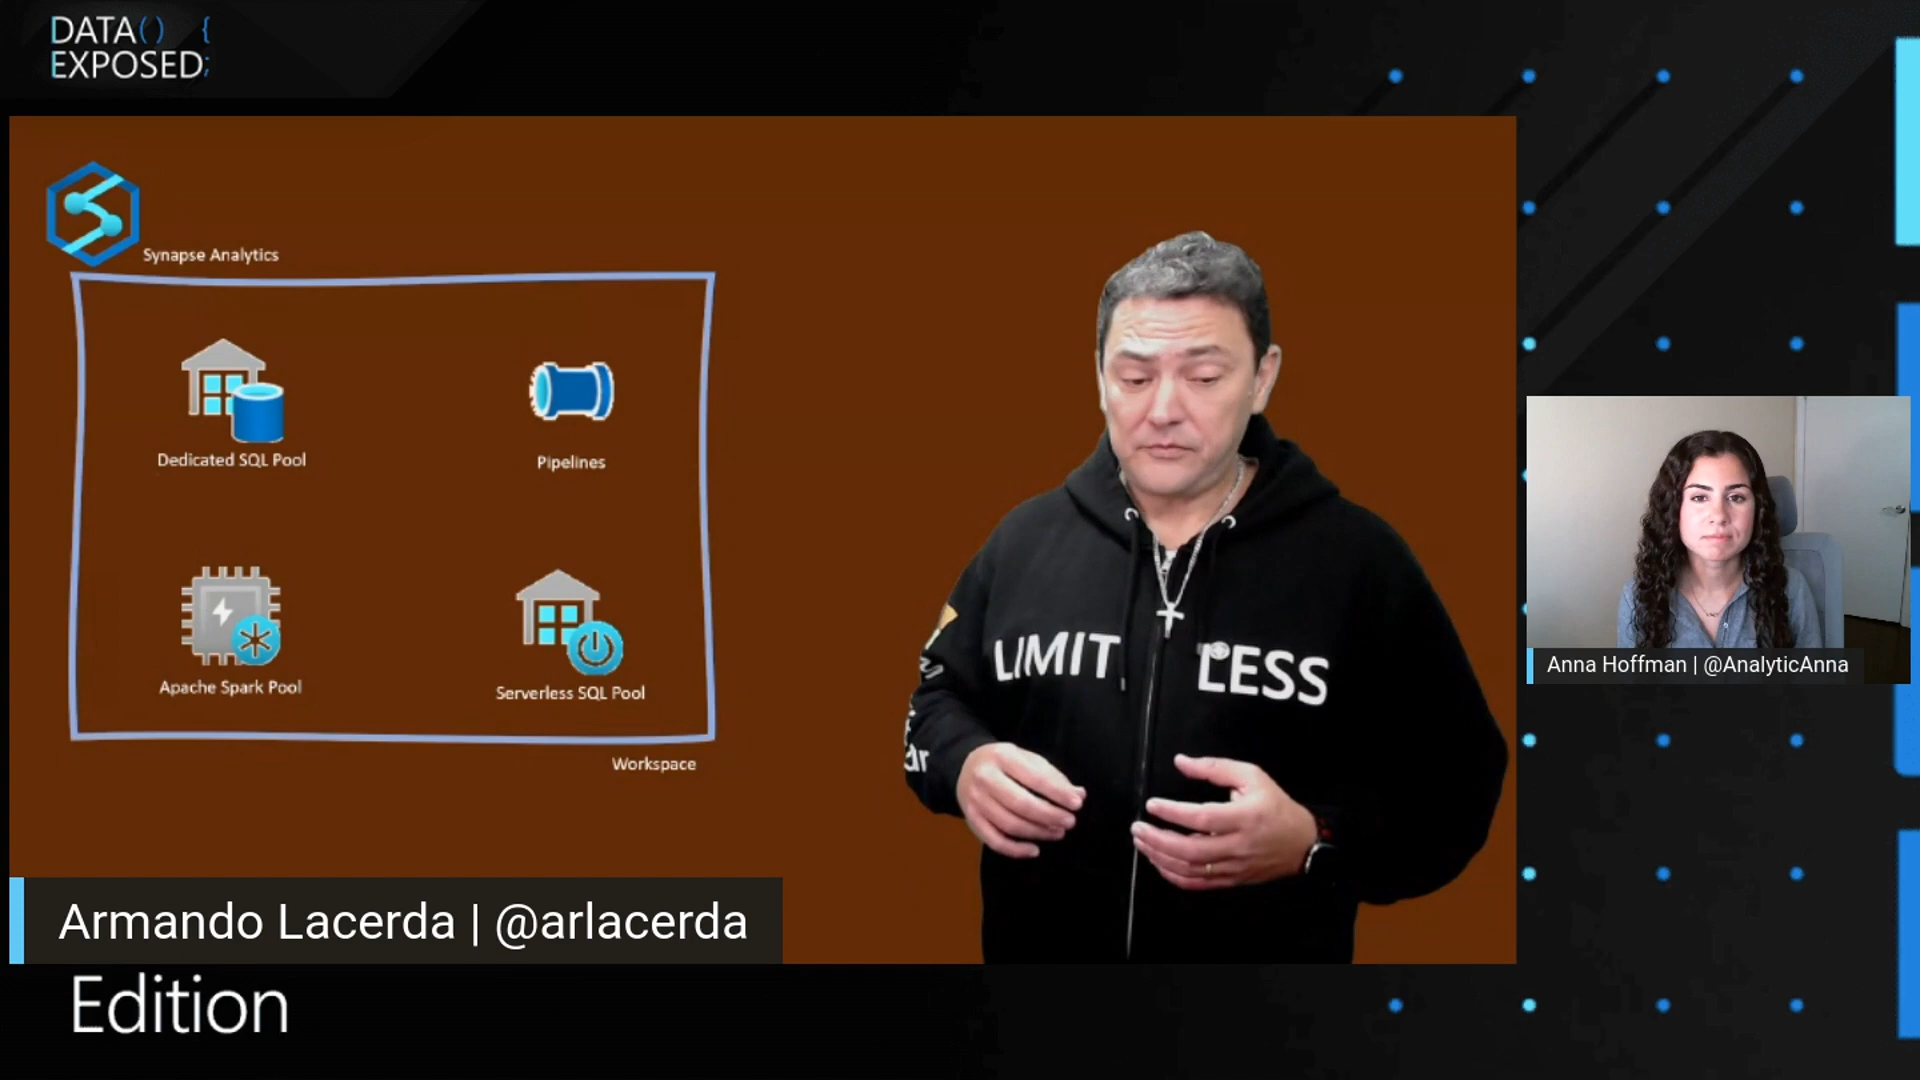 DATA() {
EXPOSED;
Synapse Analytics
Dedicated SQL Pool
Pipelines
Apache Spark Pool
Serverless SQL Pool
Workspace
LIMIT LESS
Anna Hoffman | @AnalyticAnna
Armando Lacerda | @arlacerda
Edition